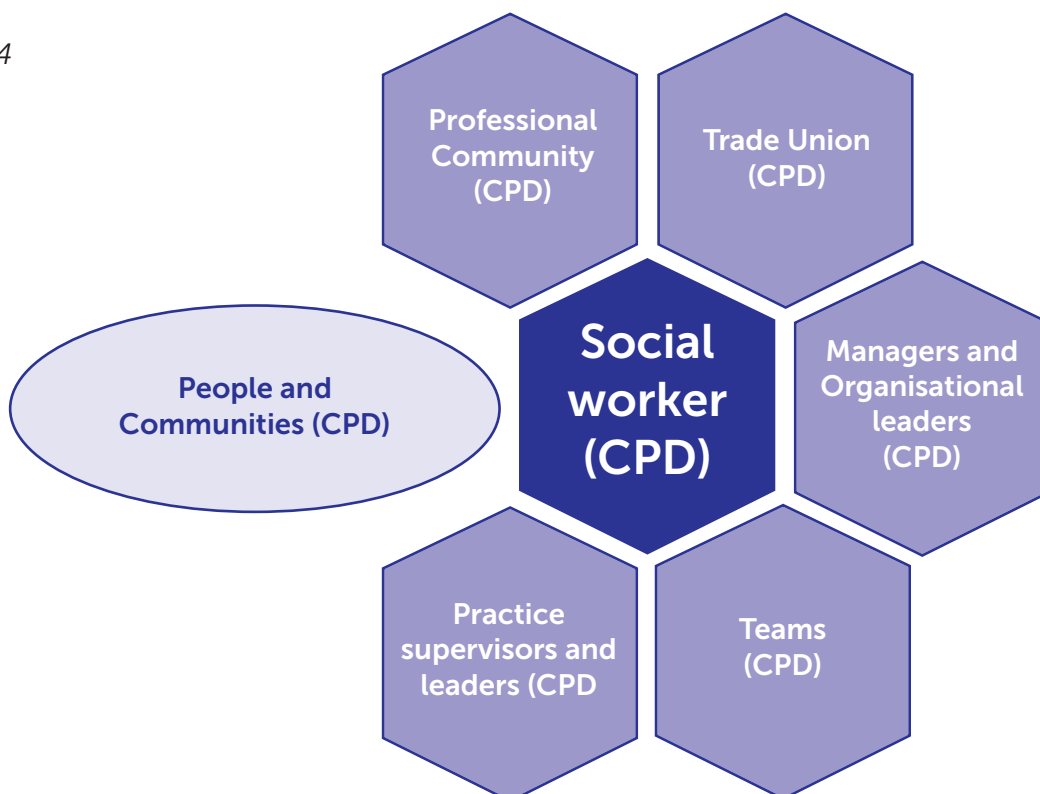 4
Professional
Community
(CPD)
Trade Union
(CPD)
People and
Communities (CPD)
Social
worker
(CPD)
Managers and
Organisational
leaders
(CPD)
Practice
supervisors and
leaders (CPD
Teams
(CPD)